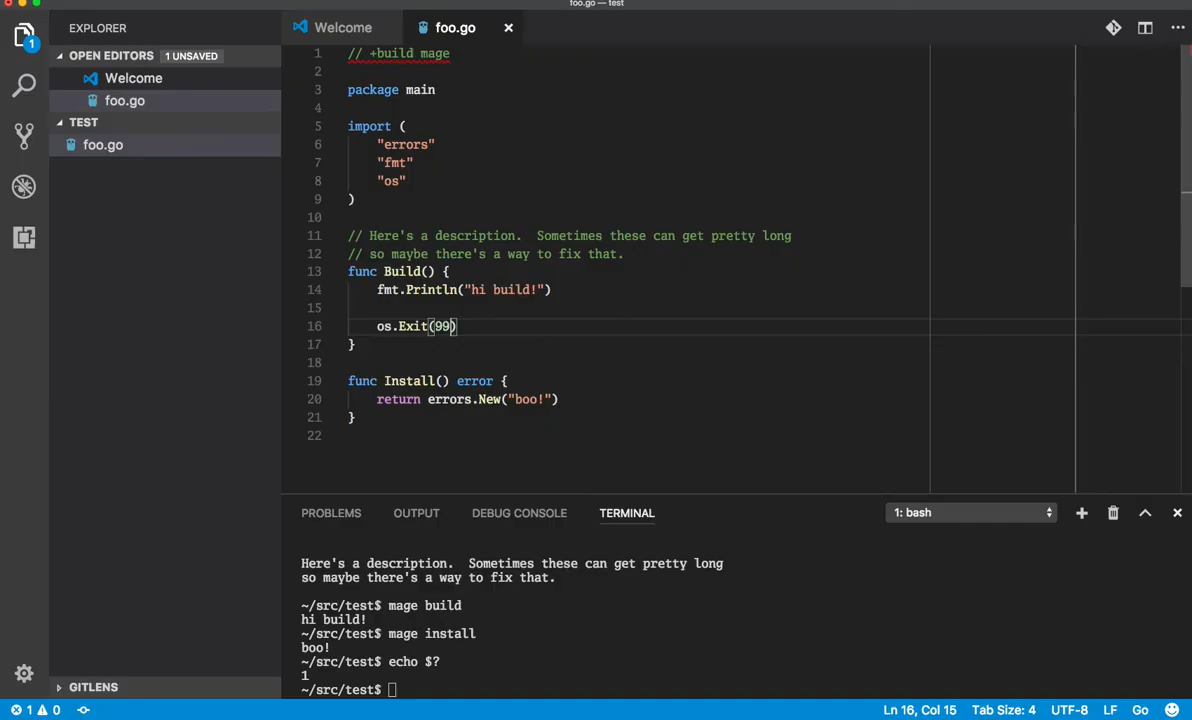 foo.go — test
EXPLORER
OPEN EDITORS 1 UNSAVED
Welcome
foo.go
TEST
foo.go
GITLENS
1
Welcome
foo.go
1 // +build mage
2
3 package main
4
5 import (
6 "errors"
7 "fmt"
8 "os"
9 )
10
11 // Here's a description.  Sometimes these can get pretty long
12 // so maybe there's a way to fix that.
13 func Build() {
14 fmt.Println("hi build!")
15
16 os.Exit(99)
17 }
18
19 func Install() error {
20 return errors.New("boo!")
21 }
22
PROBLEMS OUTPUT DEBUG CONSOLE TERMINAL 1: bash
Here's a description.  Sometimes these can get pretty long
so maybe there's a way to fix that.
~/src/test$ mage build
hi build!
~/src/test$ mage install
boo!
~/src/test$ echo $?
1
~/src/test$
1 0 Ln 16, Col 15 Tab Size: 4 UTF-8 LF Go